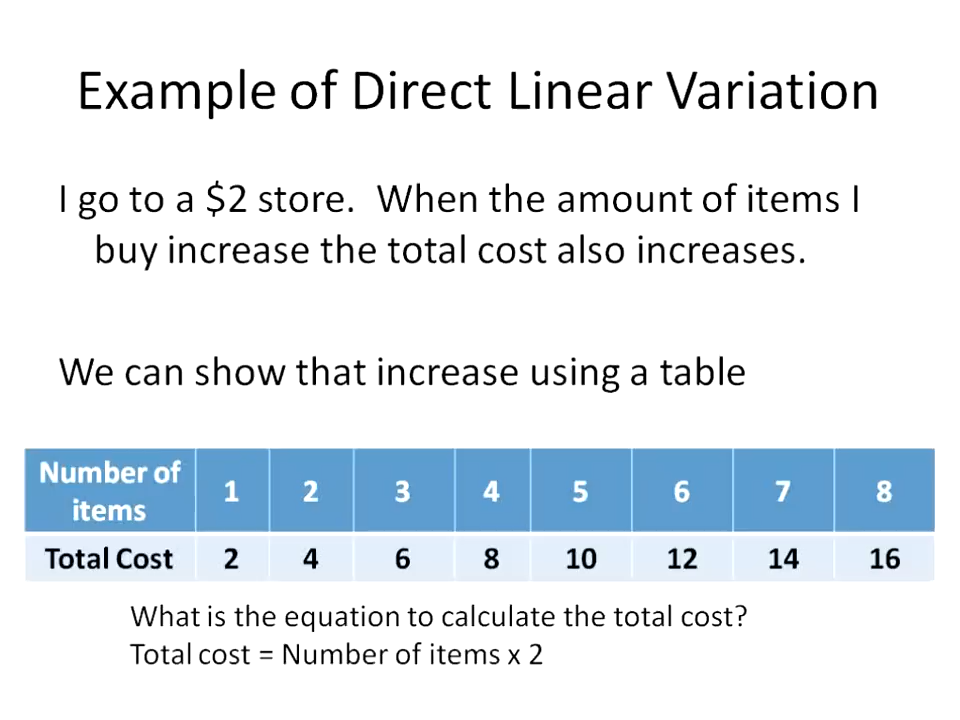 Example of Direct Linear Variation
I go to a $2 store.  When the amount of items I
buy increase the total cost also increases.
We can show that increase using a table
Number of items 1 2 3 4 5 6 7 8
Total Cost 2 4 6 8 10 12 14 16
What is the equation to calculate the total cost?
Total cost = Number of items x 2